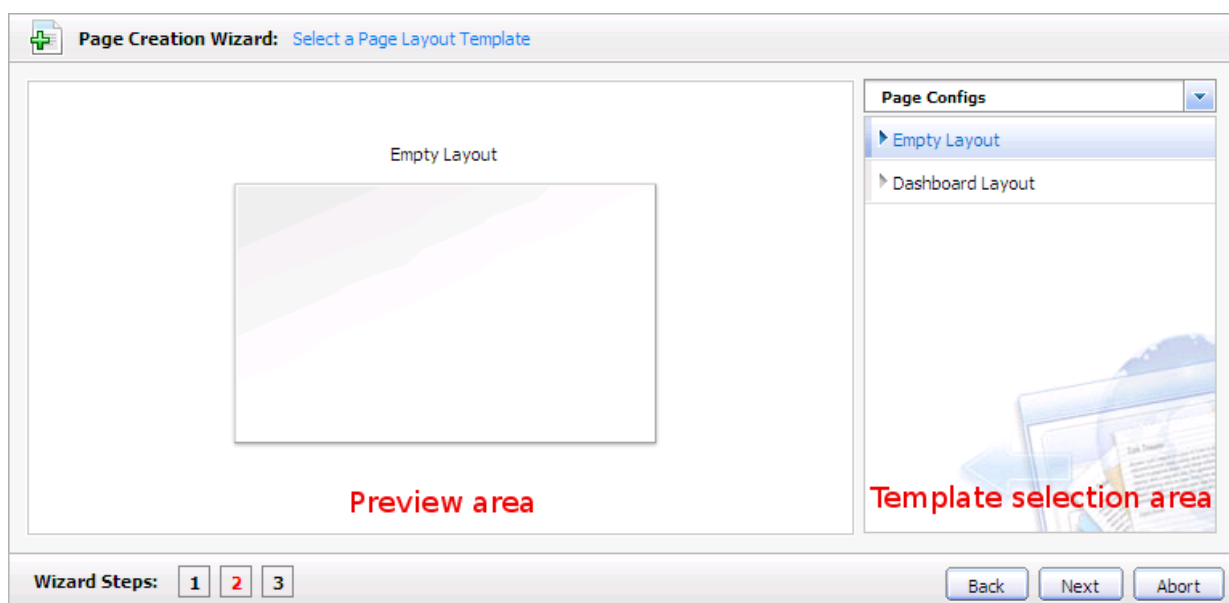 Page Creation Wizard: Select a Page Layout Template
Empty Layout
Preview area
Page Configs
Empty Layout
Dashboard Layout
Template selection area
Wizard Steps: 1 2 3
Back Next Abort